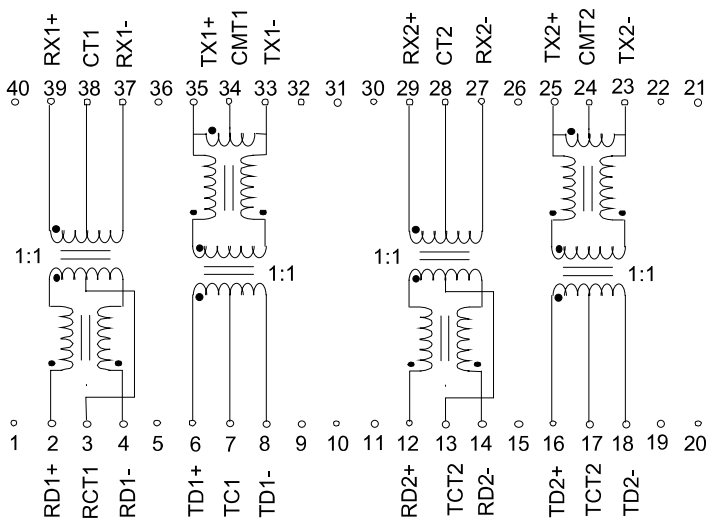 RX1+ CT1 RX1- TX1+ CMT1 TX1- RX2+ CT2 RX2- TX2+ CMT2 TX2-
40 39 38 37 36 35 34 33 32 31 30 29 28 27 26 25 24 23 22 21
1:1 1:1 1:1 1:1
1 2 3 4 5 6 7 8 9 10 11 12 13 14 15 16 17 18 19 20
RD1+ RCT1 RD1- TD1+ TC1 TD1- RD2+ TCT2 RD2- TD2+ TCT2 TD2-